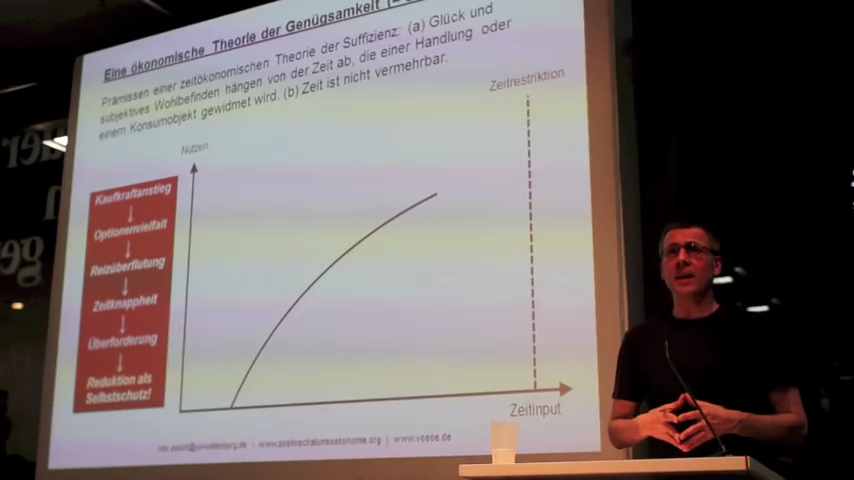 Eine ökonomische Theorie der Genügsamkeit
Prämissen einer zeitökonomischen Theorie der Suffizienz: (a) Glück und
subjektives Wohlbefinden hängen von der Zeit ab, die einer Handlung oder
einem Konsumobjekt gewidmet wird. (b) Zeit ist nicht vermehrbar.
Zeitrestriktion
Nutzen
Kaufkraftanstieg
Optionenvielfalt
Reizüberflutung
Zeitknappheit
Überforderung
Reduktion als
Selbstschutz!
Zeitinput
www.postwachstumsoekonomie.org | www.voeoe.de